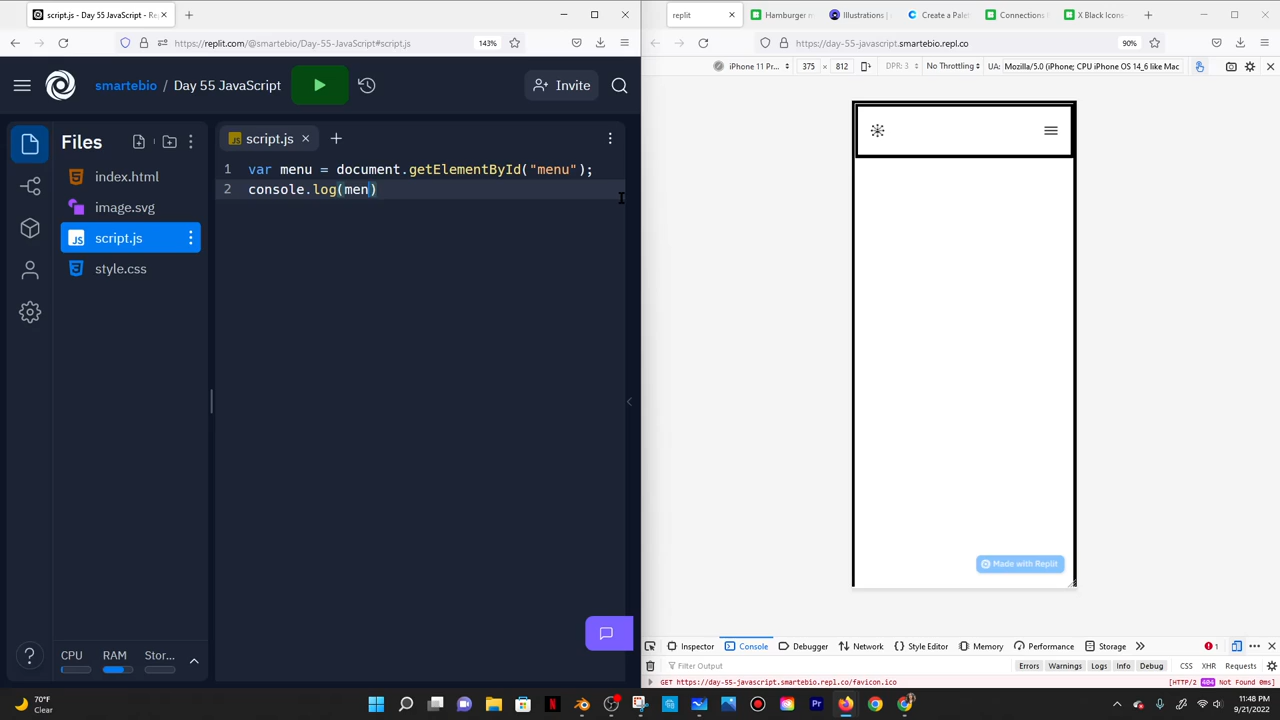 script.js - Day 55 JavaScript - Re
replit
Hamburger
Illustrations |
Create a Pale
Connections
X Black Icons
https://replit.com/@smartebio/Day-55-JavaScript#script.js
143%
https://day-55-javascript.smartebio.repl.co
90%
iPhone 11 Pr...
375 × 812
DPR: 3
No Throttling
UA: Mozilla/5.0 (iPhone; CPU iPhone OS 14_6 like Mac
smartebio / Day 55 JavaScript
Invite
Files
index.html
image.svg
script.js
style.css
script.js
1 var menu = document.getElementById("menu");
2 console.log(men)
Made with Replit
CPU RAM Stor...
Inspector Console Debugger Network Style Editor Memory Performance Storage 1
Filter Output
Errors Warnings Logs Info Debug CSS XHR Requests
GET https://day-55-javascript.smartebio.repl.co/favicon.ico
[HTTP/2 404 Not Found 0ms]
70°F
Clear
11:48 PM
9/21/2022